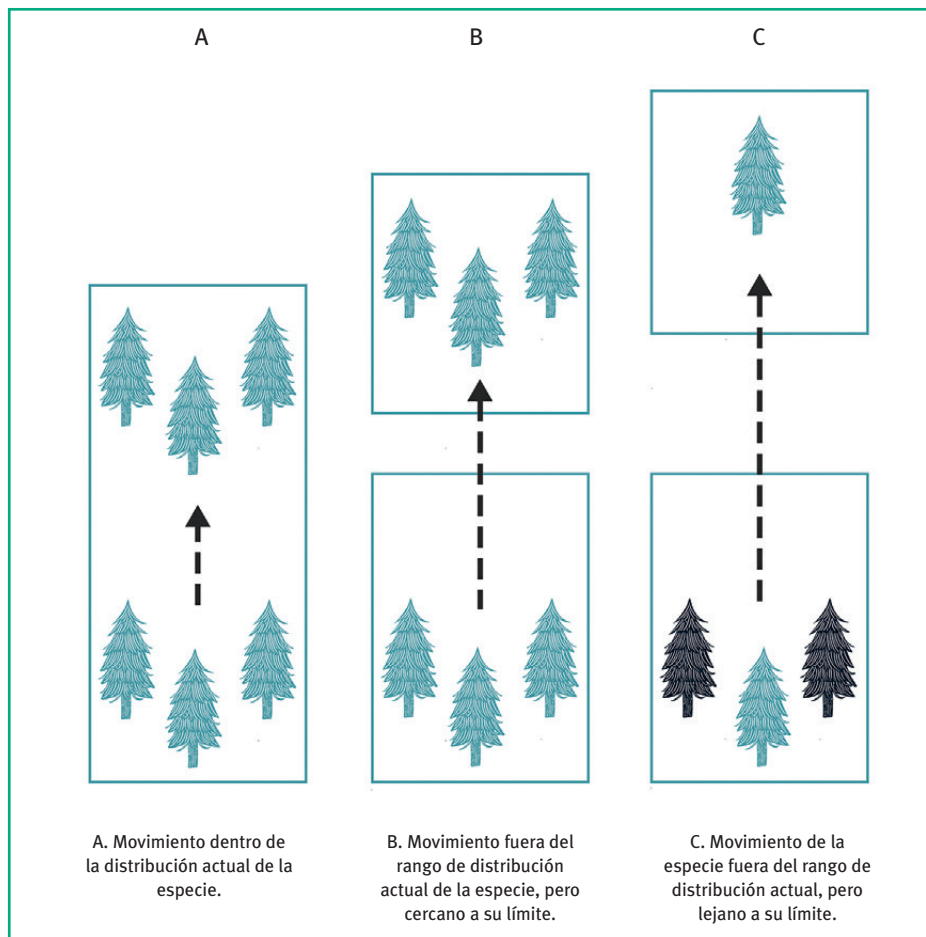 A
B
C
A. Movimiento dentro de
la distribución actual de la
especie.
B. Movimiento fuera del
rango de distribución
actual de la especie, pero
cercano a su límite.
C. Movimiento de la
especie fuera del rango de
distribución actual, pero
lejano a su límite.